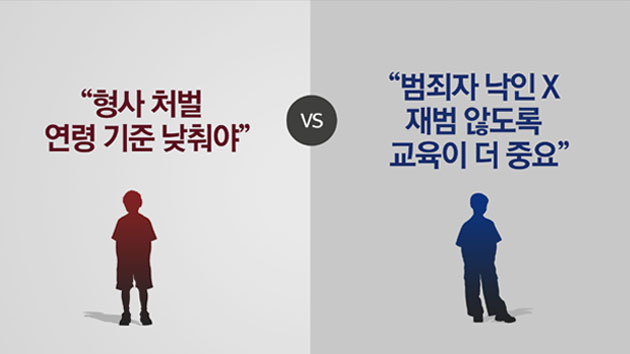 “형사 처벌
연령 기준 낮춰야”
VS
“범죄자 낙인 X
재범 않도록
교육이 더 중요”